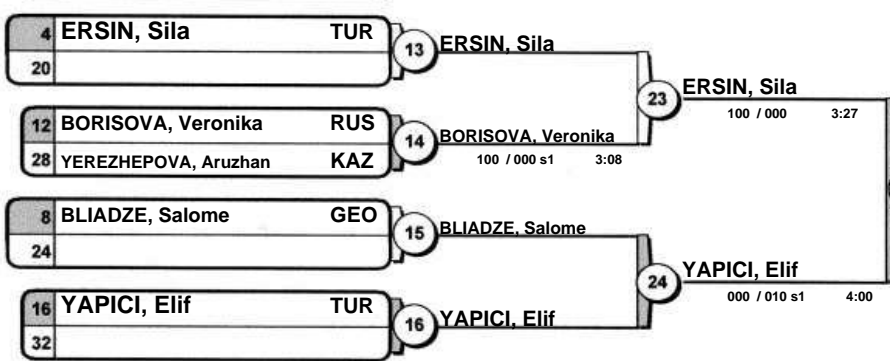 4 ERSIN, Sila TUR
20
13 ERSIN, Sila
12 BORISOVA, Veronika RUS
28 YEREZHEPOVA, Aruzhan KAZ
14 BORISOVA, Veronika
100 / 000 s1 3:08
23 ERSIN, Sila
100 / 000 3:27
8 BLIADZE, Salome GEO
24
15 BLIADZE, Salome
16 YAPICI, Elif TUR
32
16 YAPICI, Elif
24 YAPICI, Elif
000 / 010 s1 4:00